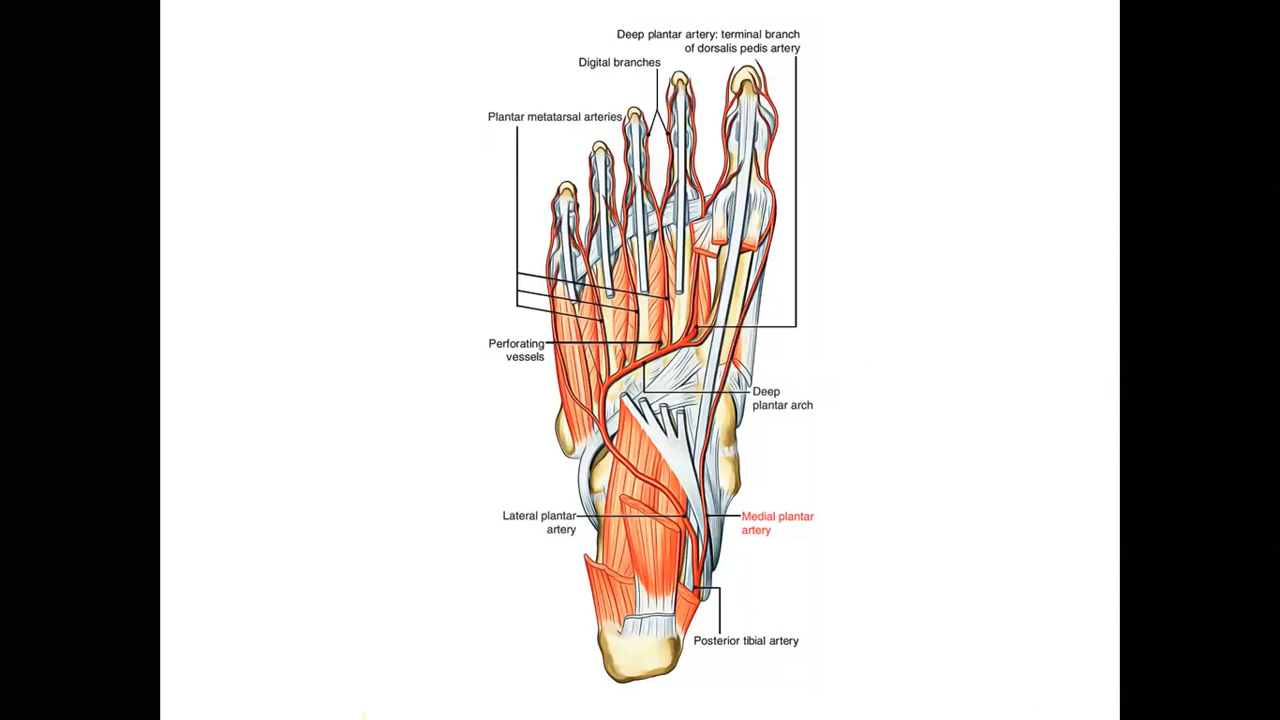 Deep plantar artery: terminal branch
of dorsalis pedis artery
Digital branches
Plantar metatarsal arteries
Perforating
vessels
Deep
plantar arch
Lateral plantar
artery
Medial plantar
artery
Posterior tibial artery